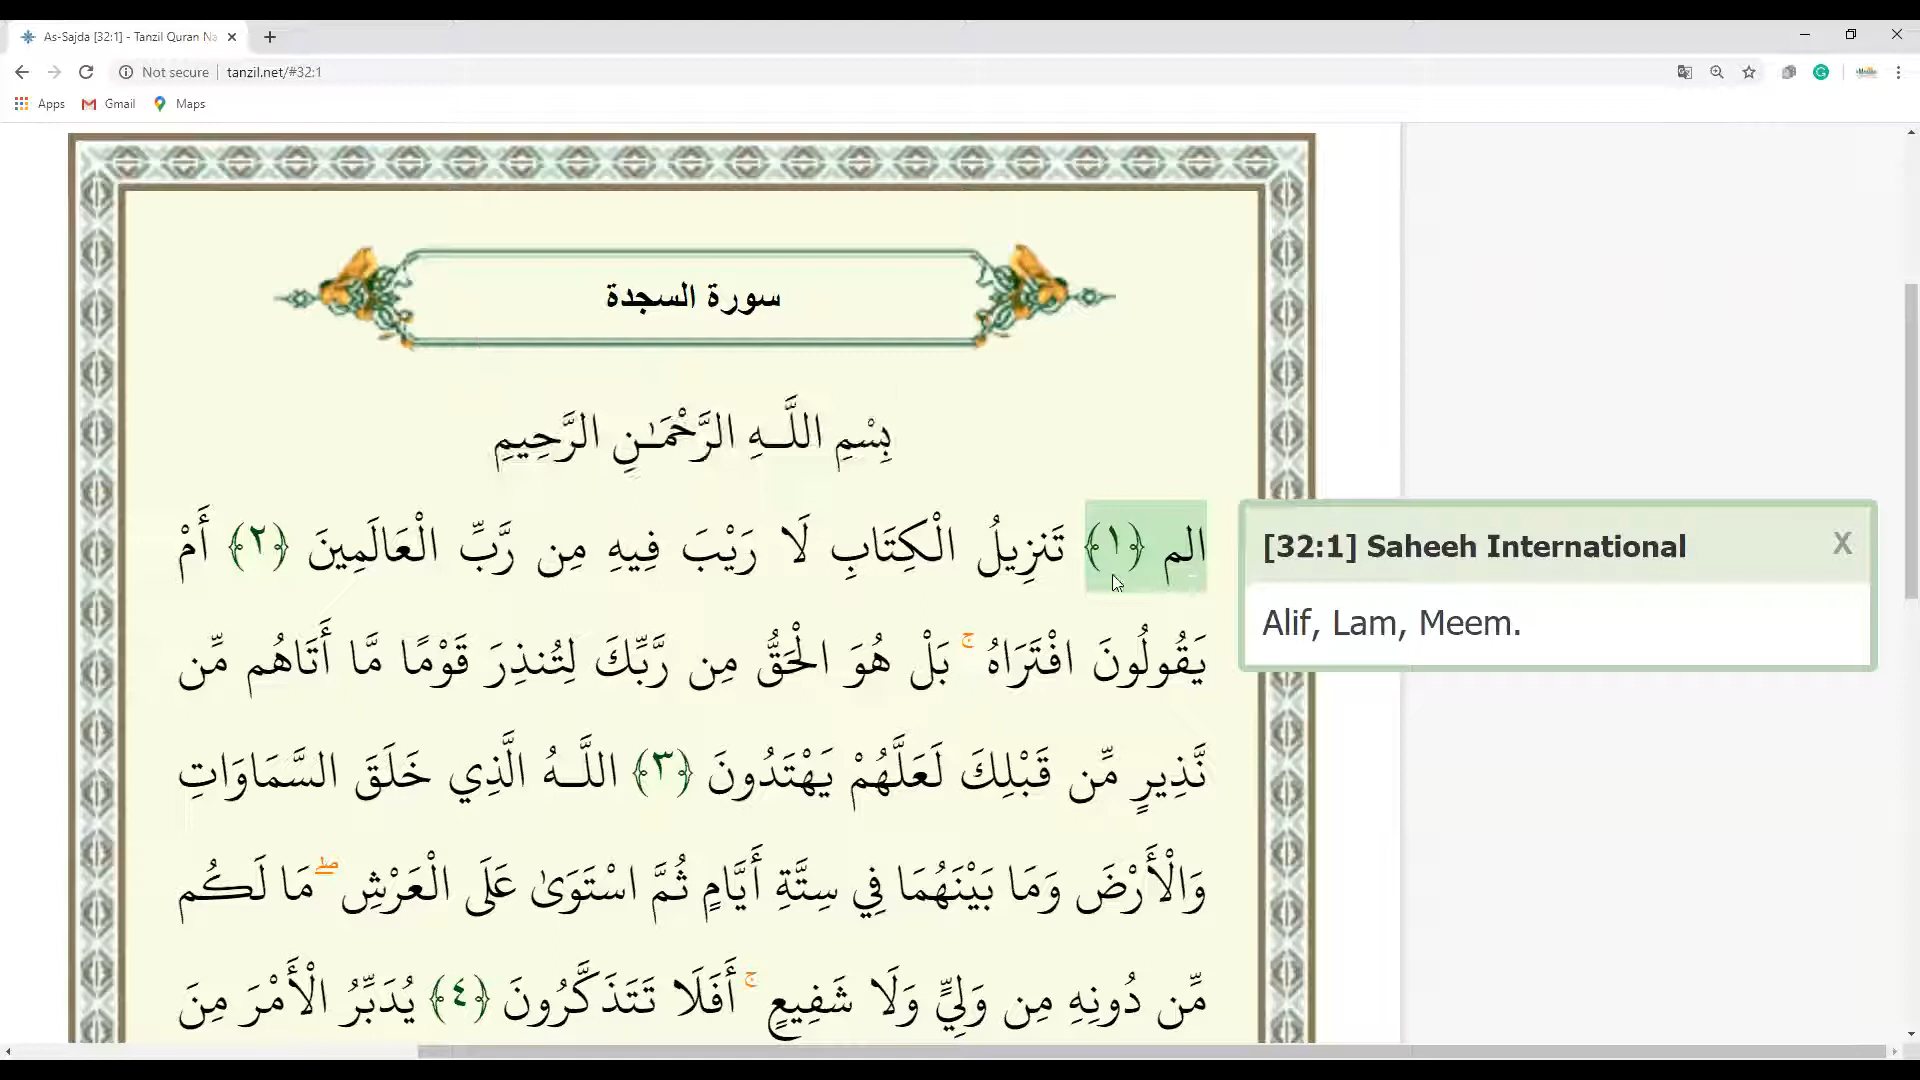 As-Sajda [32:1] - Tanzil Quran Na
Not secure
tanzil.net/#32:1
Apps
Gmail
Maps
سورة السجدة
بِسْمِ اللَّـهِ الرَّحْمَـٰنِ الرَّحِيمِ
الم ﴿١﴾ تَنزِيلُ الْكِتَابِ لَا رَيْبَ فِيهِ مِن رَّبِّ الْعَالَمِينَ ﴿٢﴾ أَمْ
يَقُولُونَ افْتَرَاهُ ۚ بَلْ هُوَ الْحَقُّ مِن رَّبِّكَ لِتُنذِرَ قَوْمًا مَّا أَتَاهُم مِّن
نَّذِيرٍ مِّن قَبْلِكَ لَعَلَّهُمْ يَهْتَدُونَ ﴿٣﴾ اللَّـهُ الَّذِي خَلَقَ السَّمَاوَاتِ
وَالْأَرْضَ وَمَا بَيْنَهُمَا فِي سِتَّةِ أَيَّامٍ ثُمَّ اسْتَوَىٰ عَلَى الْعَرْشِ ۖ مَا لَكُم
مِّن دُونِهِ مِن وَلِيٍّ وَلَا شَفِيعٍ ۚ أَفَلَا تَتَذَكَّرُونَ ﴿٤﴾ يُدَبِّرُ الْأَمْرَ مِنَ
[32:1] Saheeh International
X
Alif, Lam, Meem.